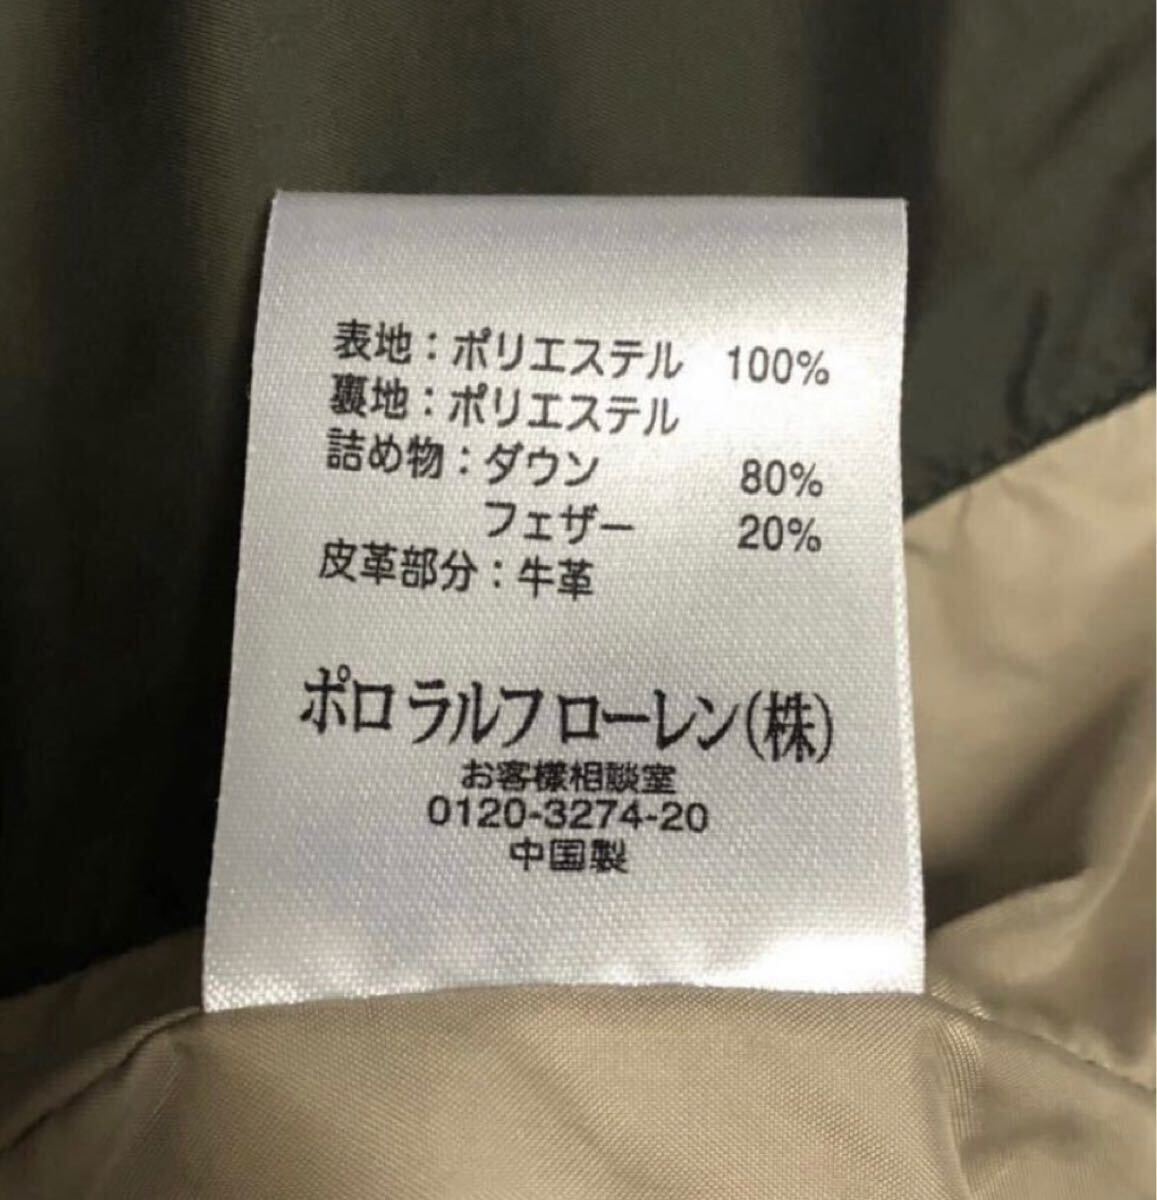 表地：ポリエステル 100%
裏地：ポリエステル
詰め物：ダウン 80%
フェザー 20%
皮革部分：牛革
ポロ ラルフ ローレン(株)
お客様相談室
0120-3274-20
中国製